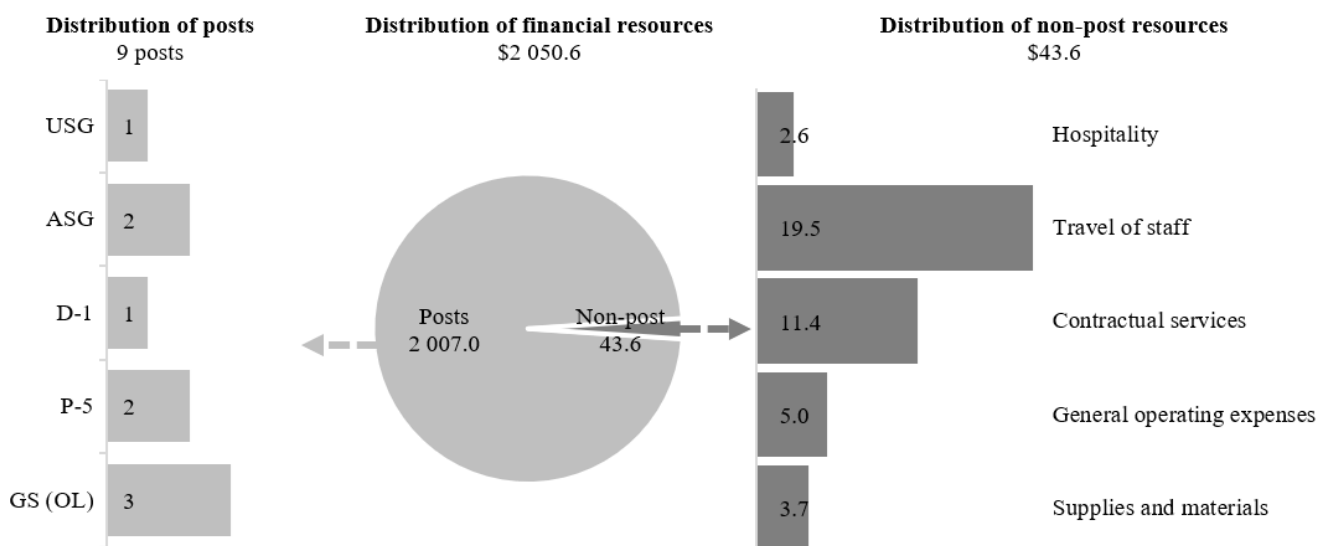 Distribution of posts
9 posts
USG
1
ASG
2
D-1
1
P-5
2
GS (OL)
3
Distribution of financial resources
$2 050.6
Posts
2 007.0
Non-post
43.6
Distribution of non-post resources
$43.6
2.6
Hospitality
19.5
Travel of staff
11.4
Contractual services
5.0
General operating expenses
3.7
Supplies and materials